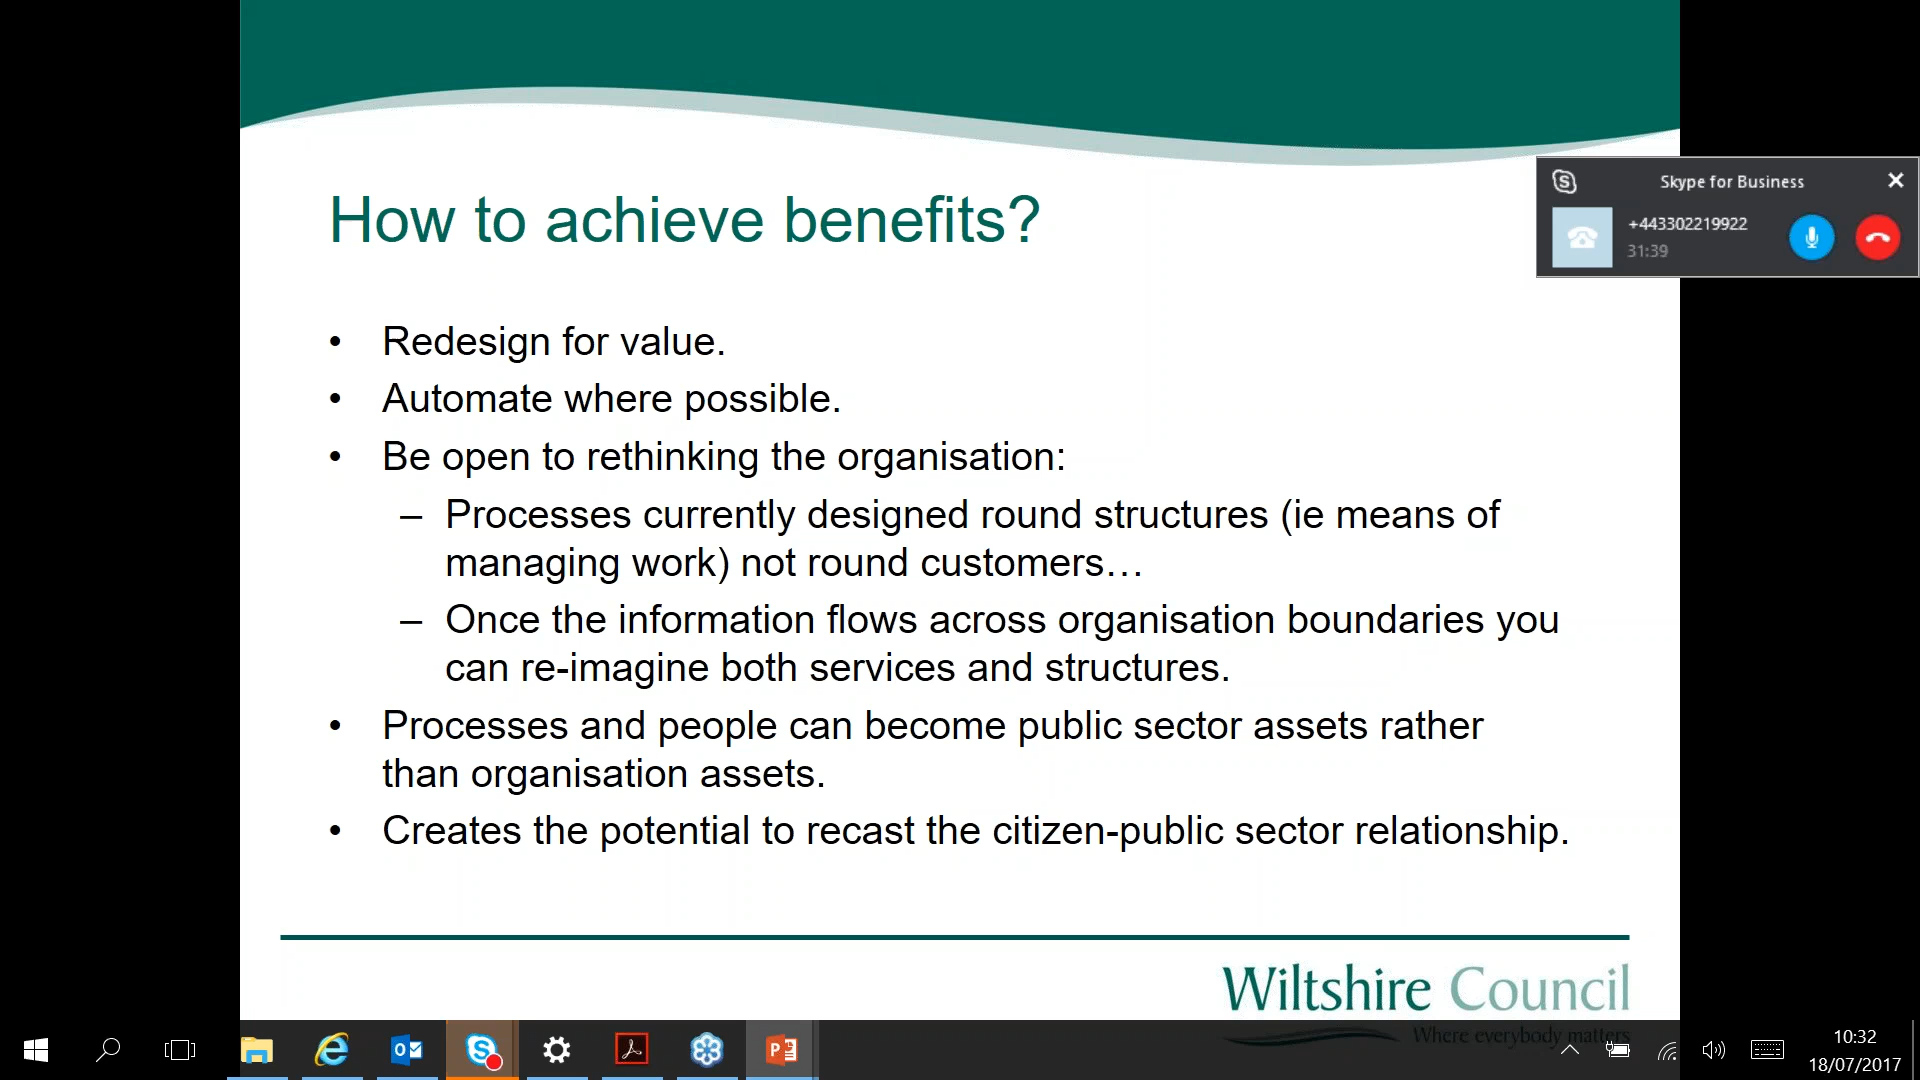 How to achieve benefits?
Skype for Business
+443302219922
31:39
• Redesign for value.
• Automate where possible.
• Be open to rethinking the organisation:
– Processes currently designed round structures (ie means of
managing work) not round customers…
– Once the information flows across organisation boundaries you
can re-imagine both services and structures.
• Processes and people can become public sector assets rather
than organisation assets.
• Creates the potential to recast the citizen-public sector relationship.
Wiltshire Council
Where everybody matters
10:32
18/07/2017